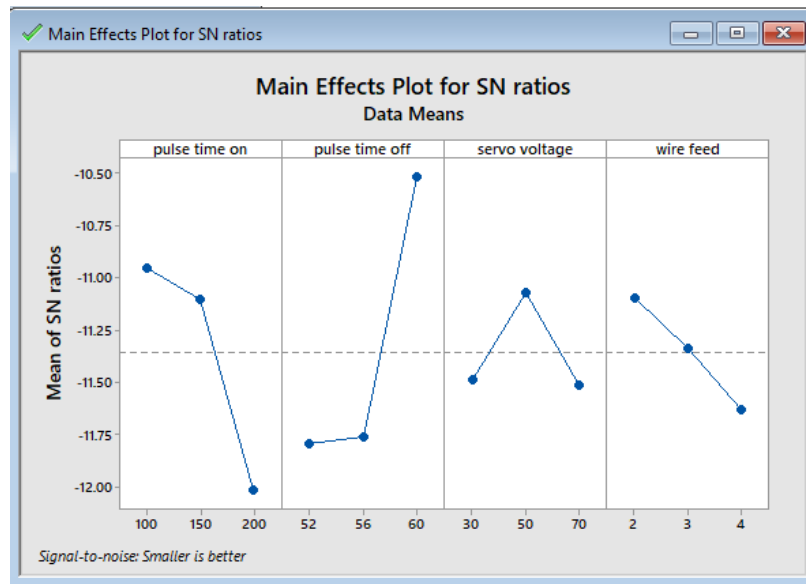 Main Effects Plot for SN ratios
Main Effects Plot for SN ratios
Data Means
pulse time on pulse time off servo voltage wire feed
-10.50
-10.75
-11.00
-11.25
-11.50
-11.75
-12.00
Mean of SN ratios
100 150 200 52 56 60 30 50 70 2 3 4
Signal-to-noise: Smaller is better